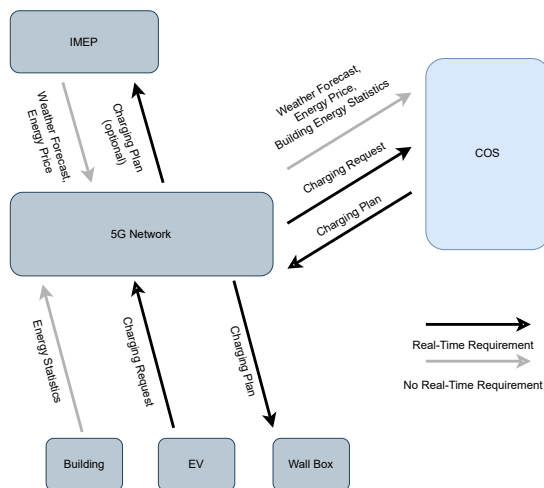 IMEP
Weather Forecast,
Energy Price
Charging Plan
(optional)
Weather Forecast,
Energy Price,
Building Energy Statistics
Charging Request
Charging Plan
COS
5G Network
Energy Statistics
Charging Request
Charging Plan
Real-Time Requirement
No Real-Time Requirement
Building
EV
Wall Box